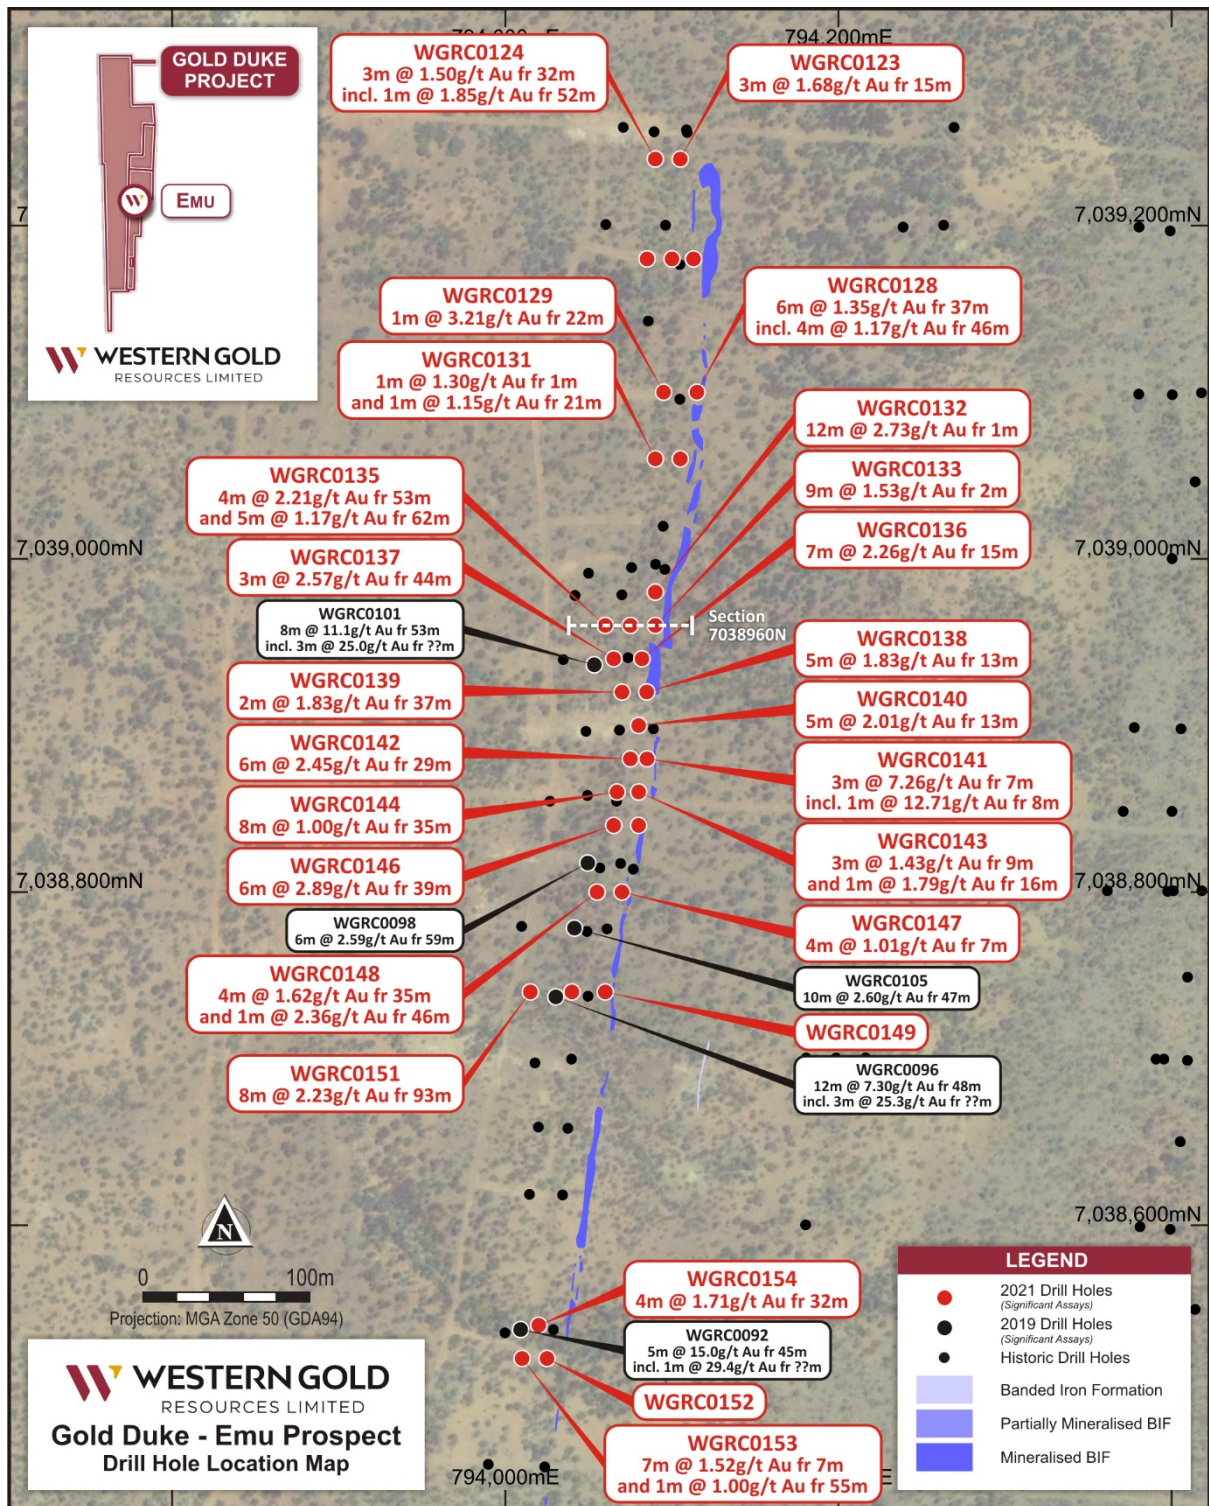 794,200mE
GOLD DUKE
PROJECT
EMU
WESTERN GOLD
RESOURCES LIMITED
WGRC0124
3m @ 1.50g/t Au fr 32m
incl. 1m @ 1.85g/t Au fr 52m
WGRC0123
3m @ 1.68g/t Au fr 15m
7,039,200mN
WGRC0129
1m @ 3.21g/t Au fr 22m
WGRC0128
6m @ 1.35g/t Au fr 37m
incl. 4m @ 1.17g/t Au fr 46m
WGRC0131
1m @ 1.30g/t Au fr 1m
and 1m @ 1.15g/t Au fr 21m
WGRC0132
12m @ 2.73g/t Au fr 1m
WGRC0135
4m @ 2.21g/t Au fr 53m
and 5m @ 1.17g/t Au fr 62m
WGRC0133
9m @ 1.53g/t Au fr 2m
WGRC0136
7m @ 2.26g/t Au fr 15m
7,039,000mN
7,039,000mN
WGRC0137
3m @ 2.57g/t Au fr 44m
WGRC0101
8m @ 11.1g/t Au fr 53m
incl. 3m @ 25.0g/t Au fr ??m
Section
7038960N
WGRC0138
5m @ 1.83g/t Au fr 13m
WGRC0139
2m @ 1.83g/t Au fr 37m
WGRC0140
5m @ 2.01g/t Au fr 13m
WGRC0142
6m @ 2.45g/t Au fr 29m
WGRC0141
3m @ 7.26g/t Au fr 7m
incl. 1m @ 12.71g/t Au fr 8m
WGRC0144
8m @ 1.00g/t Au fr 35m
WGRC0143
3m @ 1.43g/t Au fr 9m
and 1m @ 1.79g/t Au fr 16m
WGRC0146
6m @ 2.89g/t Au fr 39m
7,038,800mN
7,038,800mN
WGRC0098
6m @ 2.59g/t Au fr 59m
WGRC0147
4m @ 1.01g/t Au fr 7m
WGRC0148
4m @ 1.62g/t Au fr 35m
and 1m @ 2.36g/t Au fr 46m
WGRC0105
10m @ 2.60g/t Au fr 47m
WGRC0149
WGRC0151
8m @ 2.23g/t Au fr 93m
WGRC0096
12m @ 7.30g/t Au fr 48m
incl. 3m @ 25.3g/t Au fr ??m
7,038,600mN
N
0 100m
Projection: MGA Zone 50 (GDA94)
WGRC0154
4m @ 1.71g/t Au fr 32m
WGRC0092
5m @ 15.0g/t Au fr 45m
incl. 1m @ 29.4g/t Au fr ??m
WGRC0152
WGRC0153
7m @ 1.52g/t Au fr 7m
and 1m @ 1.00g/t Au fr 55m
794,000mE
WESTERN GOLD
RESOURCES LIMITED
Gold Duke - Emu Prospect
Drill Hole Location Map
LEGEND
2021 Drill Holes
(Significant Assays)
2019 Drill Holes
(Significant Assays)
Historic Drill Holes
Banded Iron Formation
Partially Mineralised BIF
Mineralised BIF